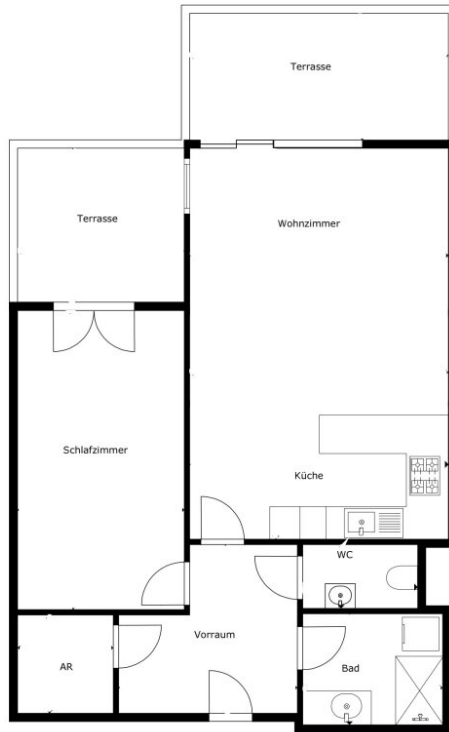 Terrasse
Terrasse
Wohnzimmer
Schlafzimmer
Küche
WC
Vorraum
AR
Bad